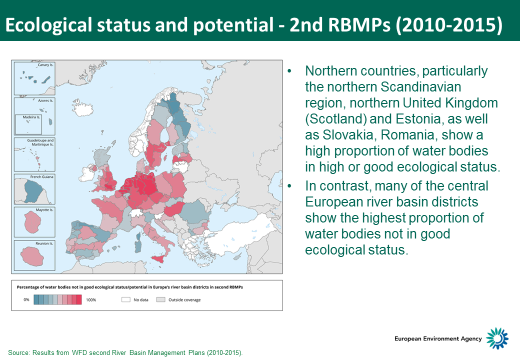 Ecological status and potential - 2nd RBMPs (2010-2015)
Canary Is.
Azores Is.
Madeira Is.
Guadeloupe and
Martinique Is.
French Guiana
Mayotte Is.
Reunion Is.
Percentage of water bodies not in good ecological status/potential in Europe's river basin districts in second RBMPs
0%
100%
No data
Outside coverage
• Northern countries, particularly
the northern Scandinavian
region, northern United Kingdom
(Scotland) and Estonia, as well
as Slovakia, Romania, show a
high proportion of water bodies
in high or good ecological status.
• In contrast, many of the central
European river basin districts
show the highest proportion of
water bodies not in good
ecological status.
European Environment Agency
Source: Results from WFD second River Basin Management Plans (2010-2015)